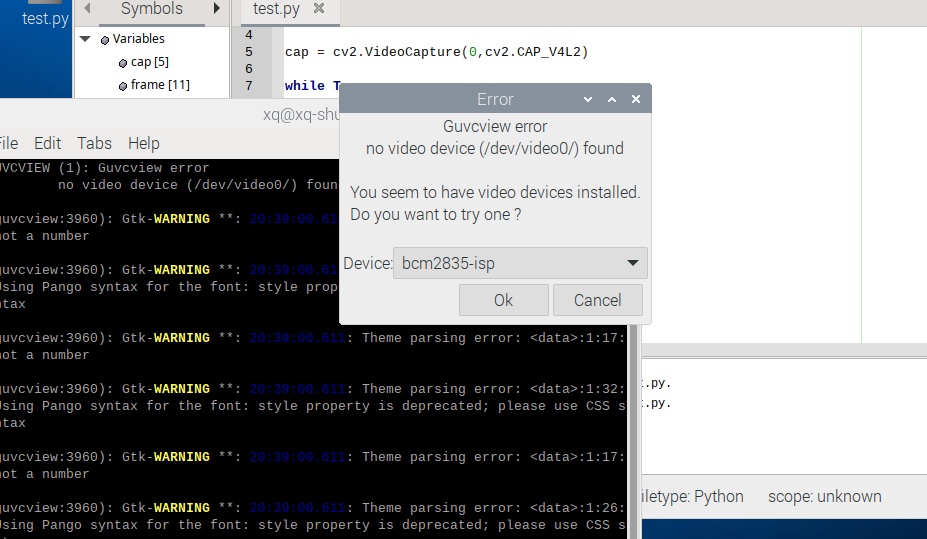 test.py
Symbols
test.py
Variables
cap [5]
frame [11]
4
5 cap = cv2.VideoCapture(0,cv2.CAP_V4L2)
6
7 while T
xq@xq-shu
File Edit Tabs Help
Error
Guvcview error
no video device (/dev/video0/) found
You seem to have video devices installed.
Do you want to try one ?
Device: bcm2835-isp
Ok Cancel
UVCVIEW (1): Guvcview error
no video device (/dev/video0/) foun
guvcview:3960): Gtk-WARNING **: 20:39:00.61
not a number
guvcview:3960): Gtk-WARNING **: 20:39:00.61
Using Pango syntax for the font: style prop
ntax
guvcview:3960): Gtk-WARNING **: 20:39:00.611: Theme parsing error: <data>:1:17:
not a number
guvcview:3960): Gtk-WARNING **: 20:39:00.611: Theme parsing error: <data>:1:32:
Using Pango syntax for the font: style property is deprecated; please use CSS s
ntax
guvcview:3960): Gtk-WARNING **: 20:39:00.611: Theme parsing error: <data>:1:17:
not a number
guvcview:3960): Gtk-WARNING **: 20:39:00.611: Theme parsing error: <data>:1:26:
Using Pango syntax for the font: style property is deprecated; please use CSS s
t.py.
t.py.
filetype: Python scope: unknown